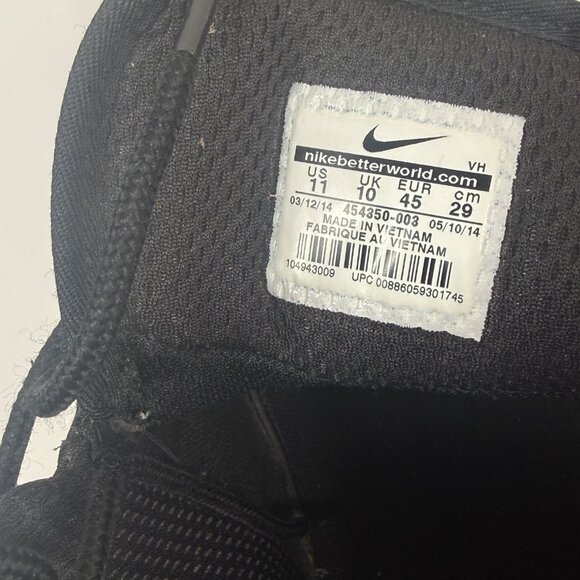 VH
nikebetterworld.com
US UK EUR cm
11 10 45 29
03/12/14 454350-003 05/10/14
MADE IN VIETNAM
FABRIQUE AU VIETNAM
104943009 UPC 00886059301745